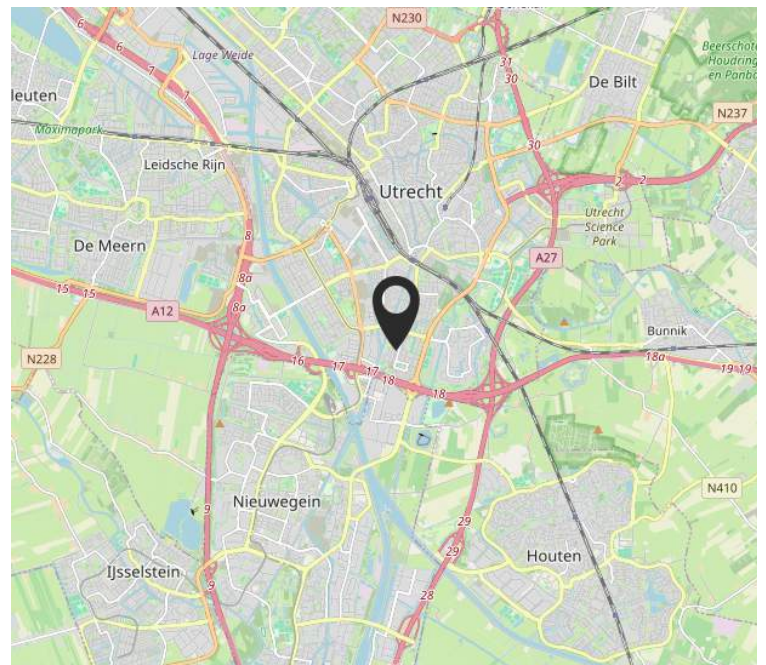 N230
6
Lage Weide
31
30
De Bilt
Beerschoten
Houdring
en Panbo
6
7
7
leuten
Maximapark
N237
30
Leidsche Rijn
Utrecht
2
2
Utrecht
Science
Park
De Meern
8
A27
8a
15
15
8a
A12
Bunnik
N228
16
17
17
18
18
18a
19
19
N410
Nieuwegein
9
29
29
Houten
IJsselstein
9
28